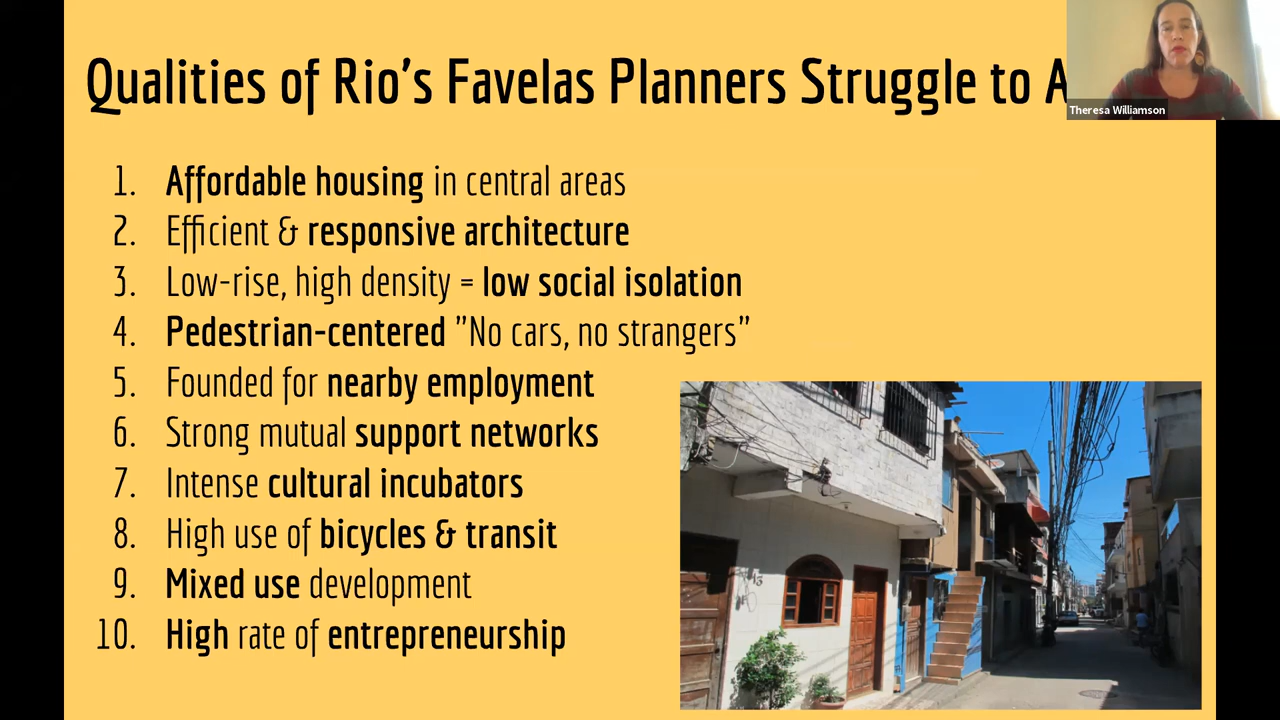 Qualities of Rio's Favelas Planners Struggle to A
Theresa Williamson
1. Affordable housing in central areas
2. Efficient & responsive architecture
3. Low-rise, high density = low social isolation
4. Pedestrian-centered "No cars, no strangers"
5. Founded for nearby employment
6. Strong mutual support networks
7. Intense cultural incubators
8. High use of bicycles & transit
9. Mixed use development
10. High rate of entrepreneurship